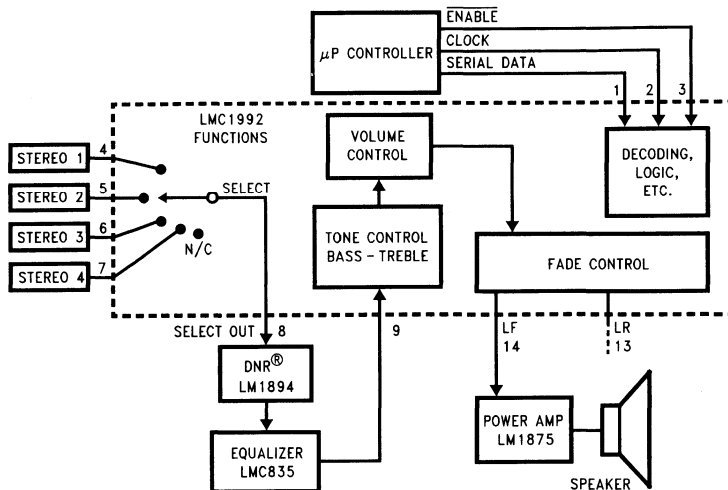 ENABLE
CLOCK
SERIAL DATA
μP CONTROLLER
1 2 3
LMC1992
FUNCTIONS
VOLUME
CONTROL
DECODING,
LOGIC,
ETC.
STEREO 1 4
STEREO 2 5
STEREO 3 6
STEREO 4 7
SELECT
N/C
TONE CONTROL
BASS - TREBLE
FADE CONTROL
SELECT OUT 8
9
LF
14
LR
13
DNR®
LM1894
EQUALIZER
LMC835
POWER AMP
LM1875
SPEAKER